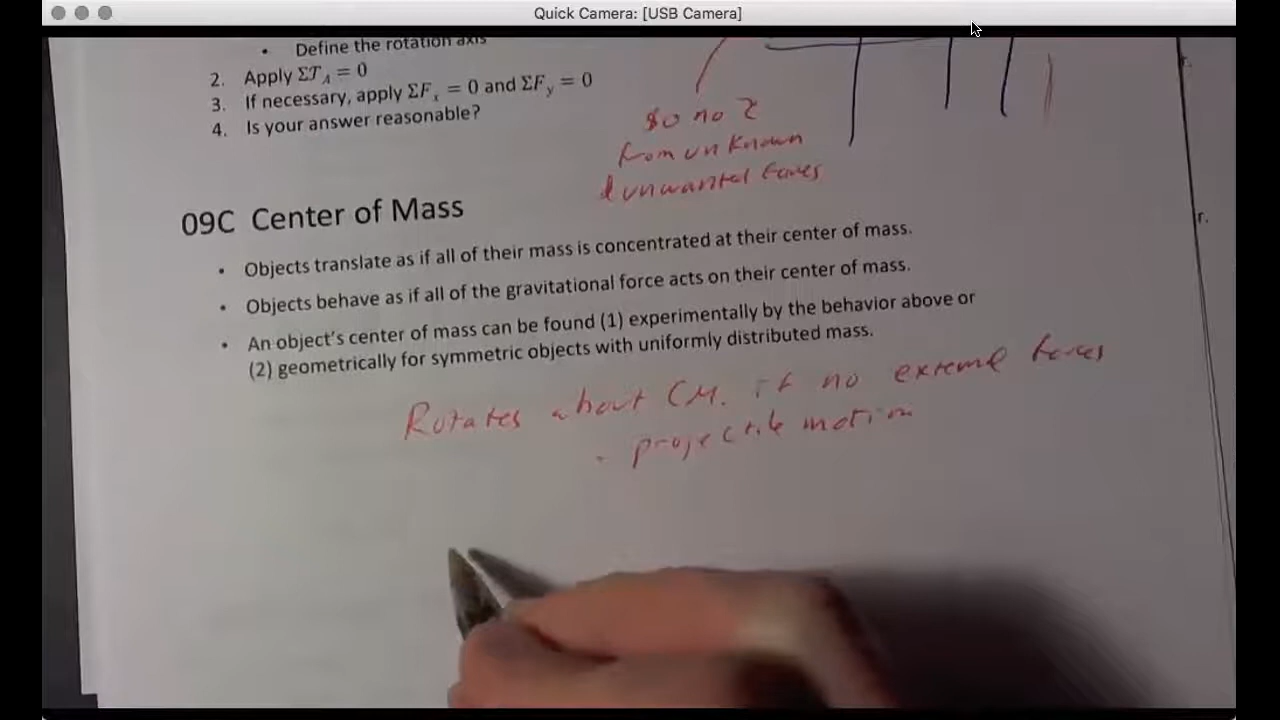 Quick Camera: [USB Camera]
• Define the rotation axis
2. Apply Στ_A = 0
3. If necessary, apply ΣF_x = 0 and ΣF_y = 0
4. Is your answer reasonable?
so no τ
from unknown
& unwanted forces
09C Center of Mass
• Objects translate as if all of their mass is concentrated at their center of mass.
• Objects behave as if all of the gravitational force acts on their center of mass.
• An object's center of mass can be found (1) experimentally by the behavior above or
(2) geometrically for symmetric objects with uniformly distributed mass.
Rotates about CM. if no external forces
- projectile motion
r.
r.